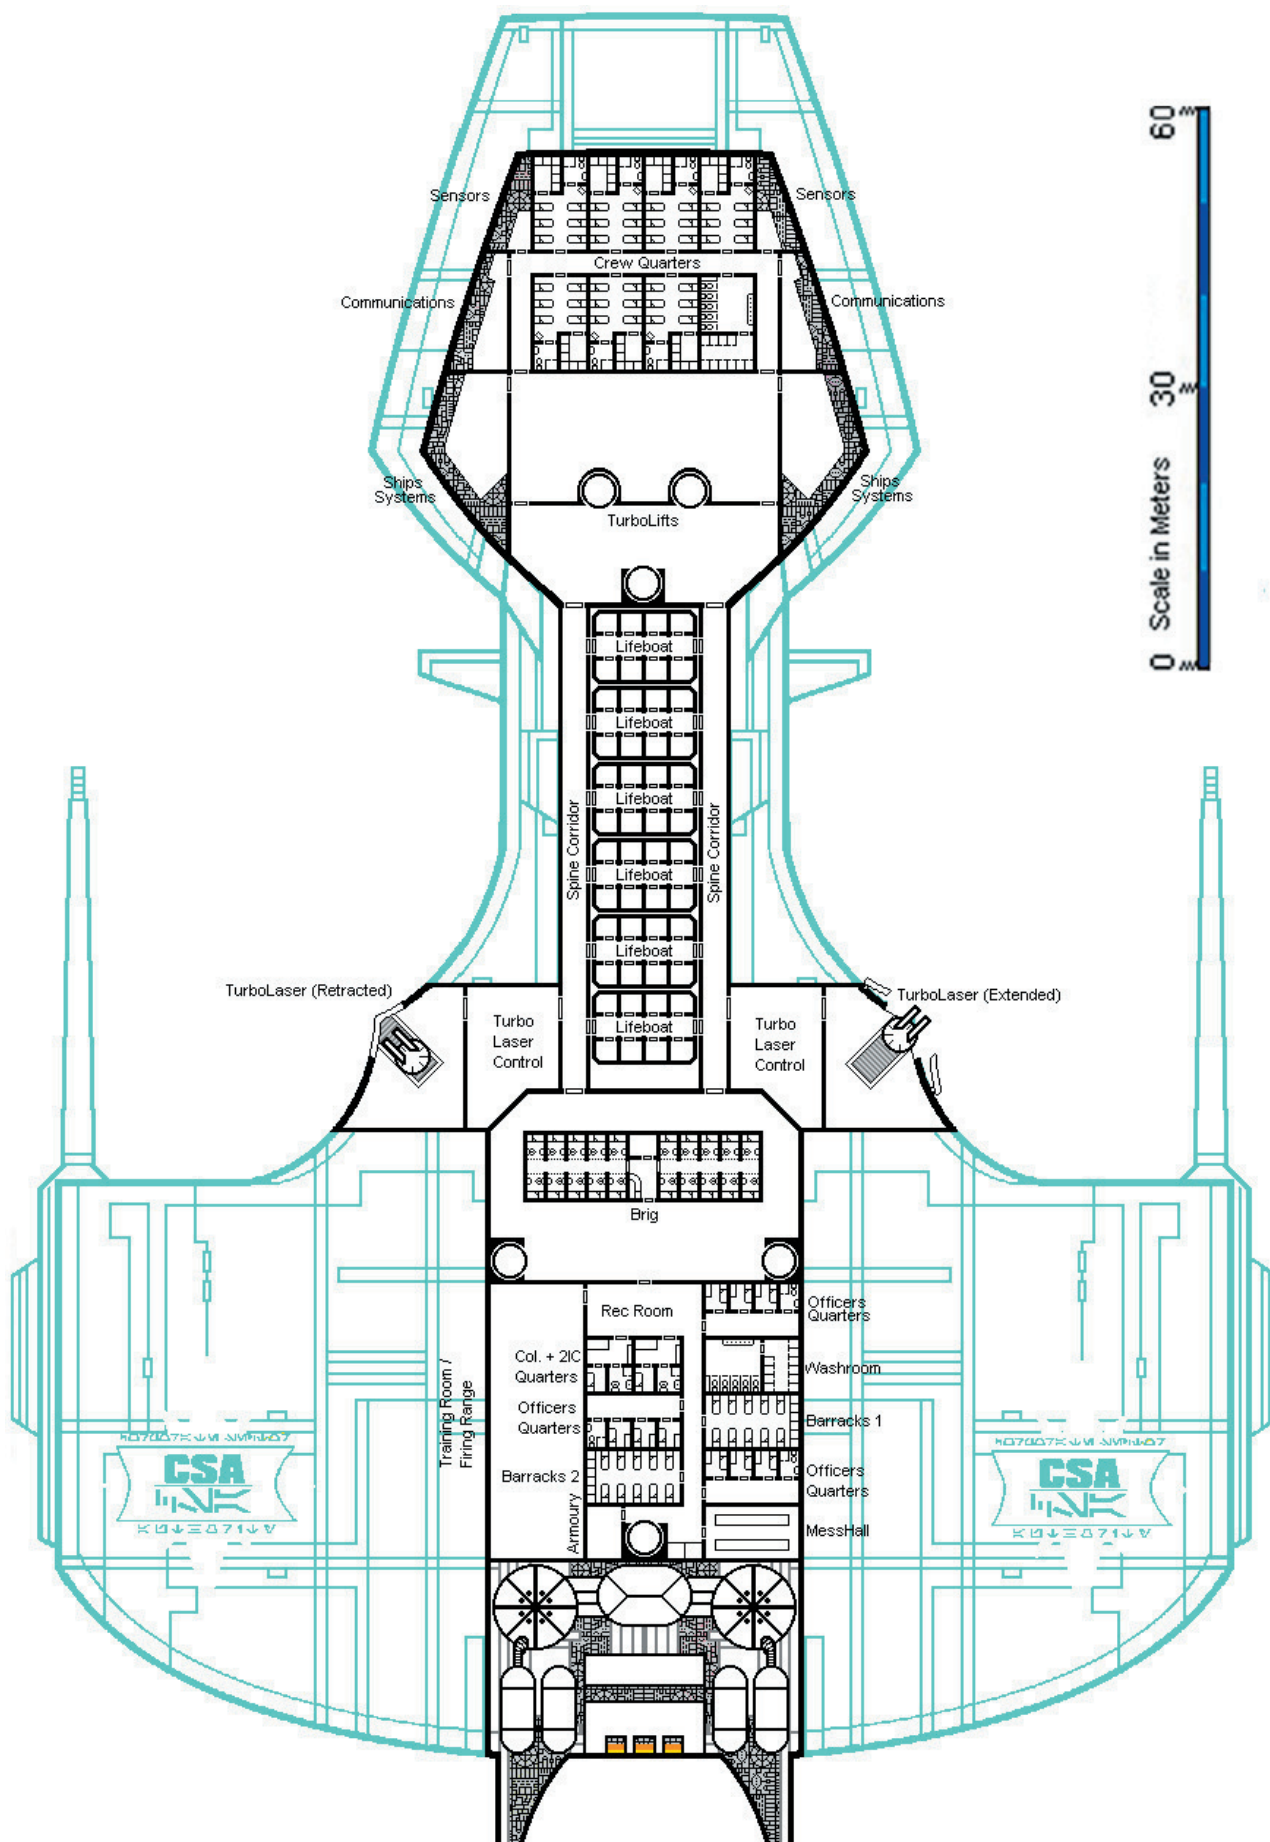 Sensors
Sensors
Crew Quarters
Communications
Communications
Ships
Systems
Ships
Systems
TurboLifts
60
30
0
Scale in Meters
Lifeboat
Lifeboat
Lifeboat
Lifeboat
Lifeboat
Lifeboat
Spine Corridor
Spine Corridor
TurboLaser (Retracted)
TurboLaser (Extended)
Turbo
Laser
Control
Turbo
Laser
Control
Brig
Rec Room
Officers
Quarters
Col. + 2IC
Quarters
Washroom
Training Room /
Firing Range
Officers
Quarters
Barracks 1
Barracks 2
Officers
Quarters
Armoury
MessHall
CSA
CSA